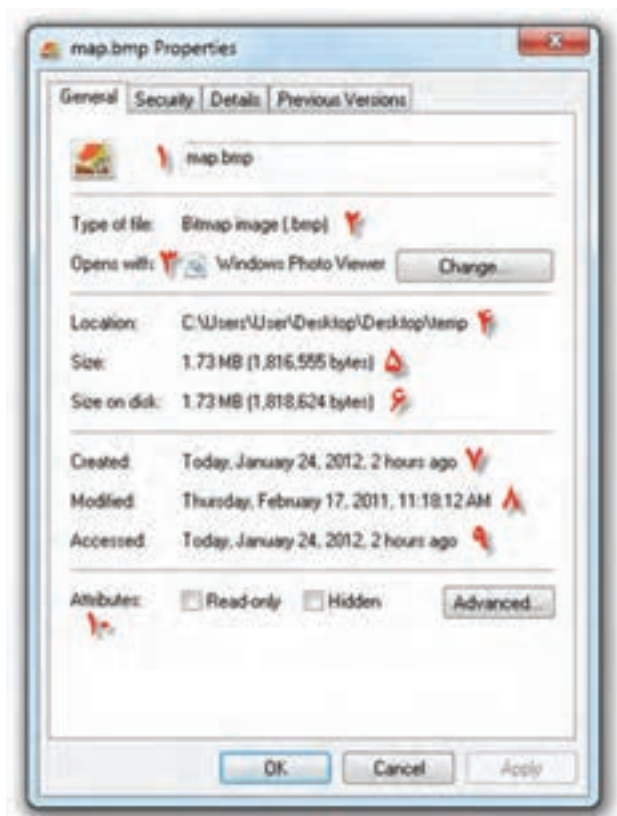 map.bmp Properties
General Security Details Previous Versions
۱ map.bmp
Type of file: Bitmap image (.bmp) ۲
Opens with: ۳ Windows Photo Viewer Change...
Location: C:\Users\User\Desktop\Desktop\temp ۴
Size: 1.73 MB (1,816,555 bytes) ۵
Size on disk: 1.73 MB (1,818,624 bytes) ۶
Created: Today, January 24, 2012, 2 hours ago ۷
Modified: Thursday, February 17, 2011, 11:18:12 AM ۸
Accessed: Today, January 24, 2012, 2 hours ago ۹
Attributes: Read-only Hidden Advanced...
۱۰
OK Cancel Apply